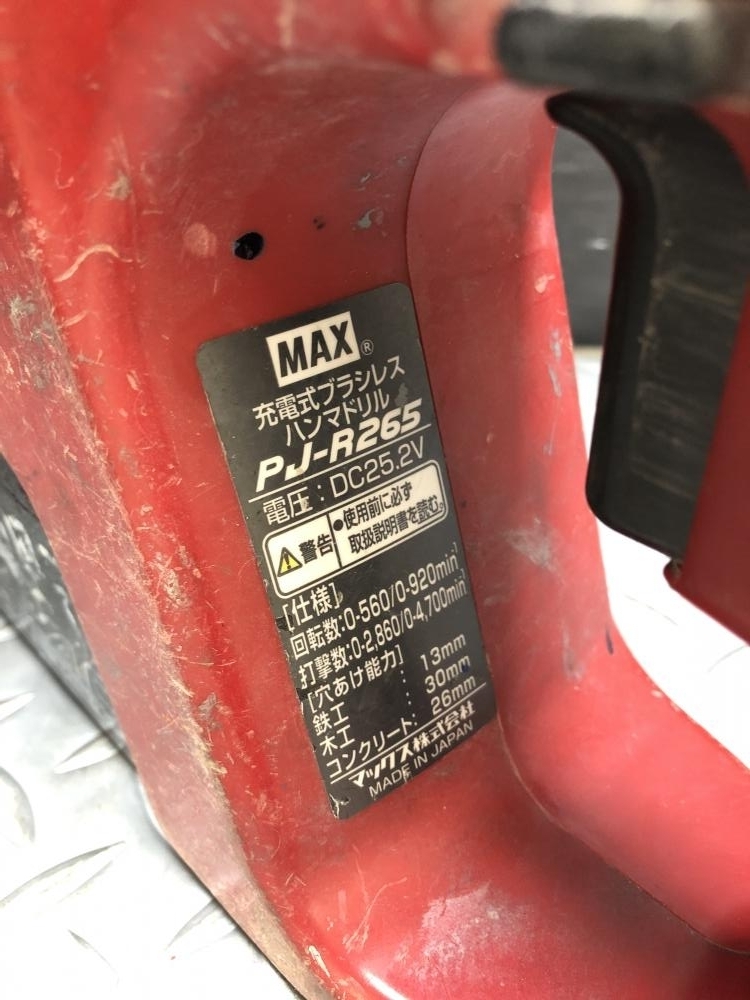 MAX®
充電式ブラシレス
ハンマドリル
PJ-R265
電圧:DC25.2V
警告
●使用前に必ず
取扱説明書を読む。
[仕様]
回転数:0-560/0-920min⁻¹
打撃数:0-2,860/0-4,700min⁻¹
[穴あけ能力]
鉄工 : 13mm
木工 : 30mm
コンクリート: 26mm
マックス株式会社
MADE IN JAPAN